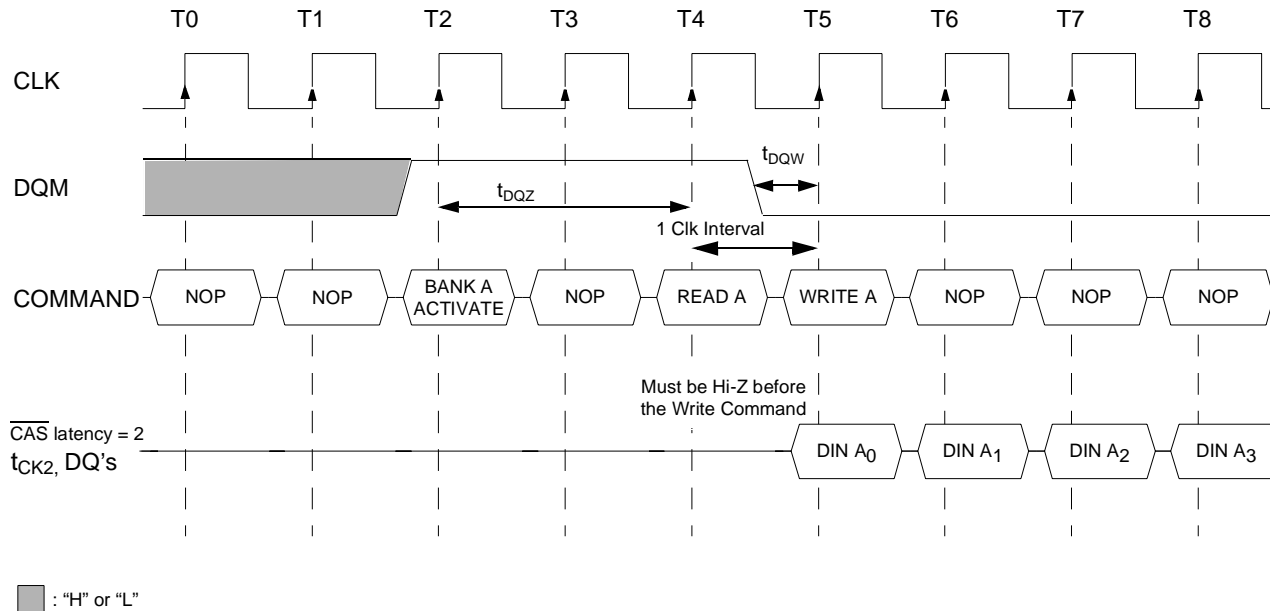 T0 T1 T2 T3 T4 T5 T6 T7 T8
CLK
tDQW
DQM
tDQZ
1 Clk Interval
COMMAND NOP NOP BANK A ACTIVATE NOP READ A WRITE A NOP NOP NOP
Must be Hi-Z before
the Write Command
CAS latency = 2
tCK2, DQ's DIN A0 DIN A1 DIN A2 DIN A3
: “H” or “L”